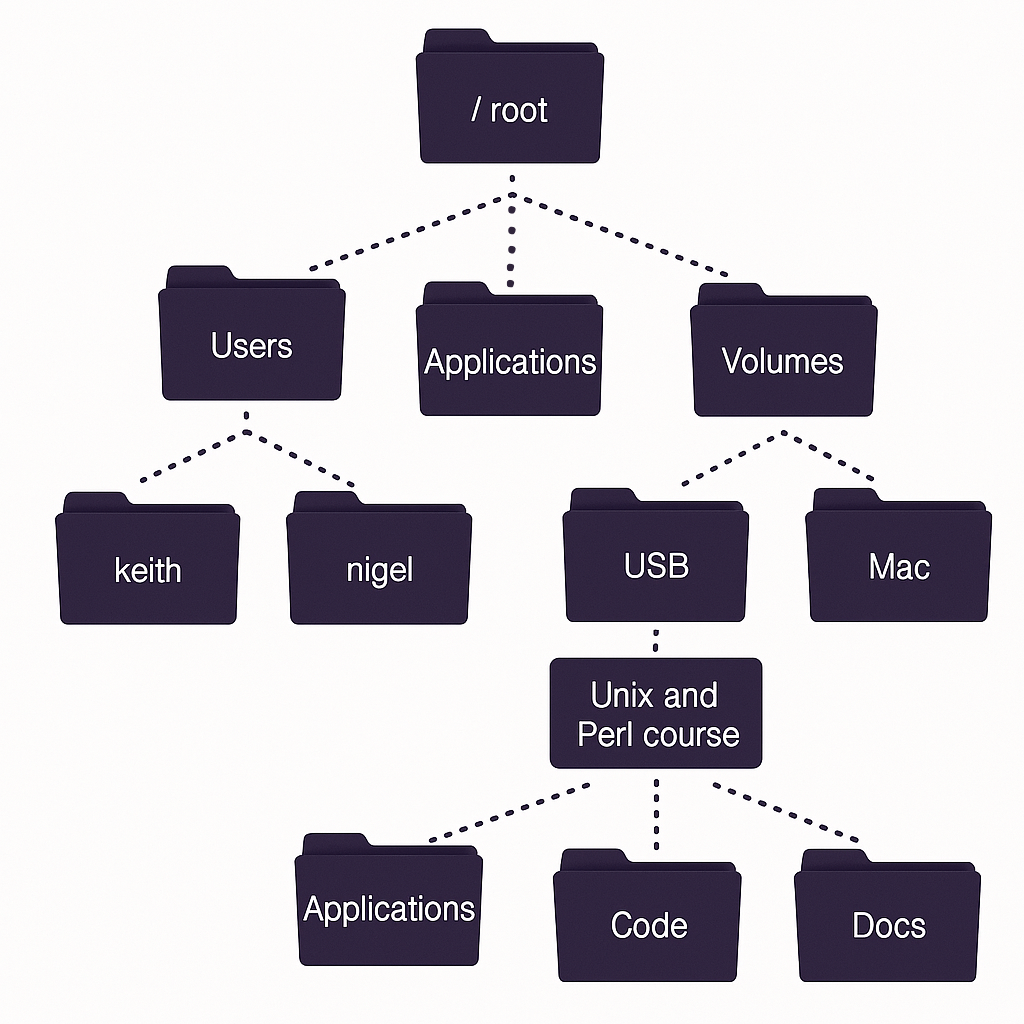 / root
Users
Applications
Volumes
keith
nigel
USB
Mac
Unix and
Perl course
Applications
Code
Docs